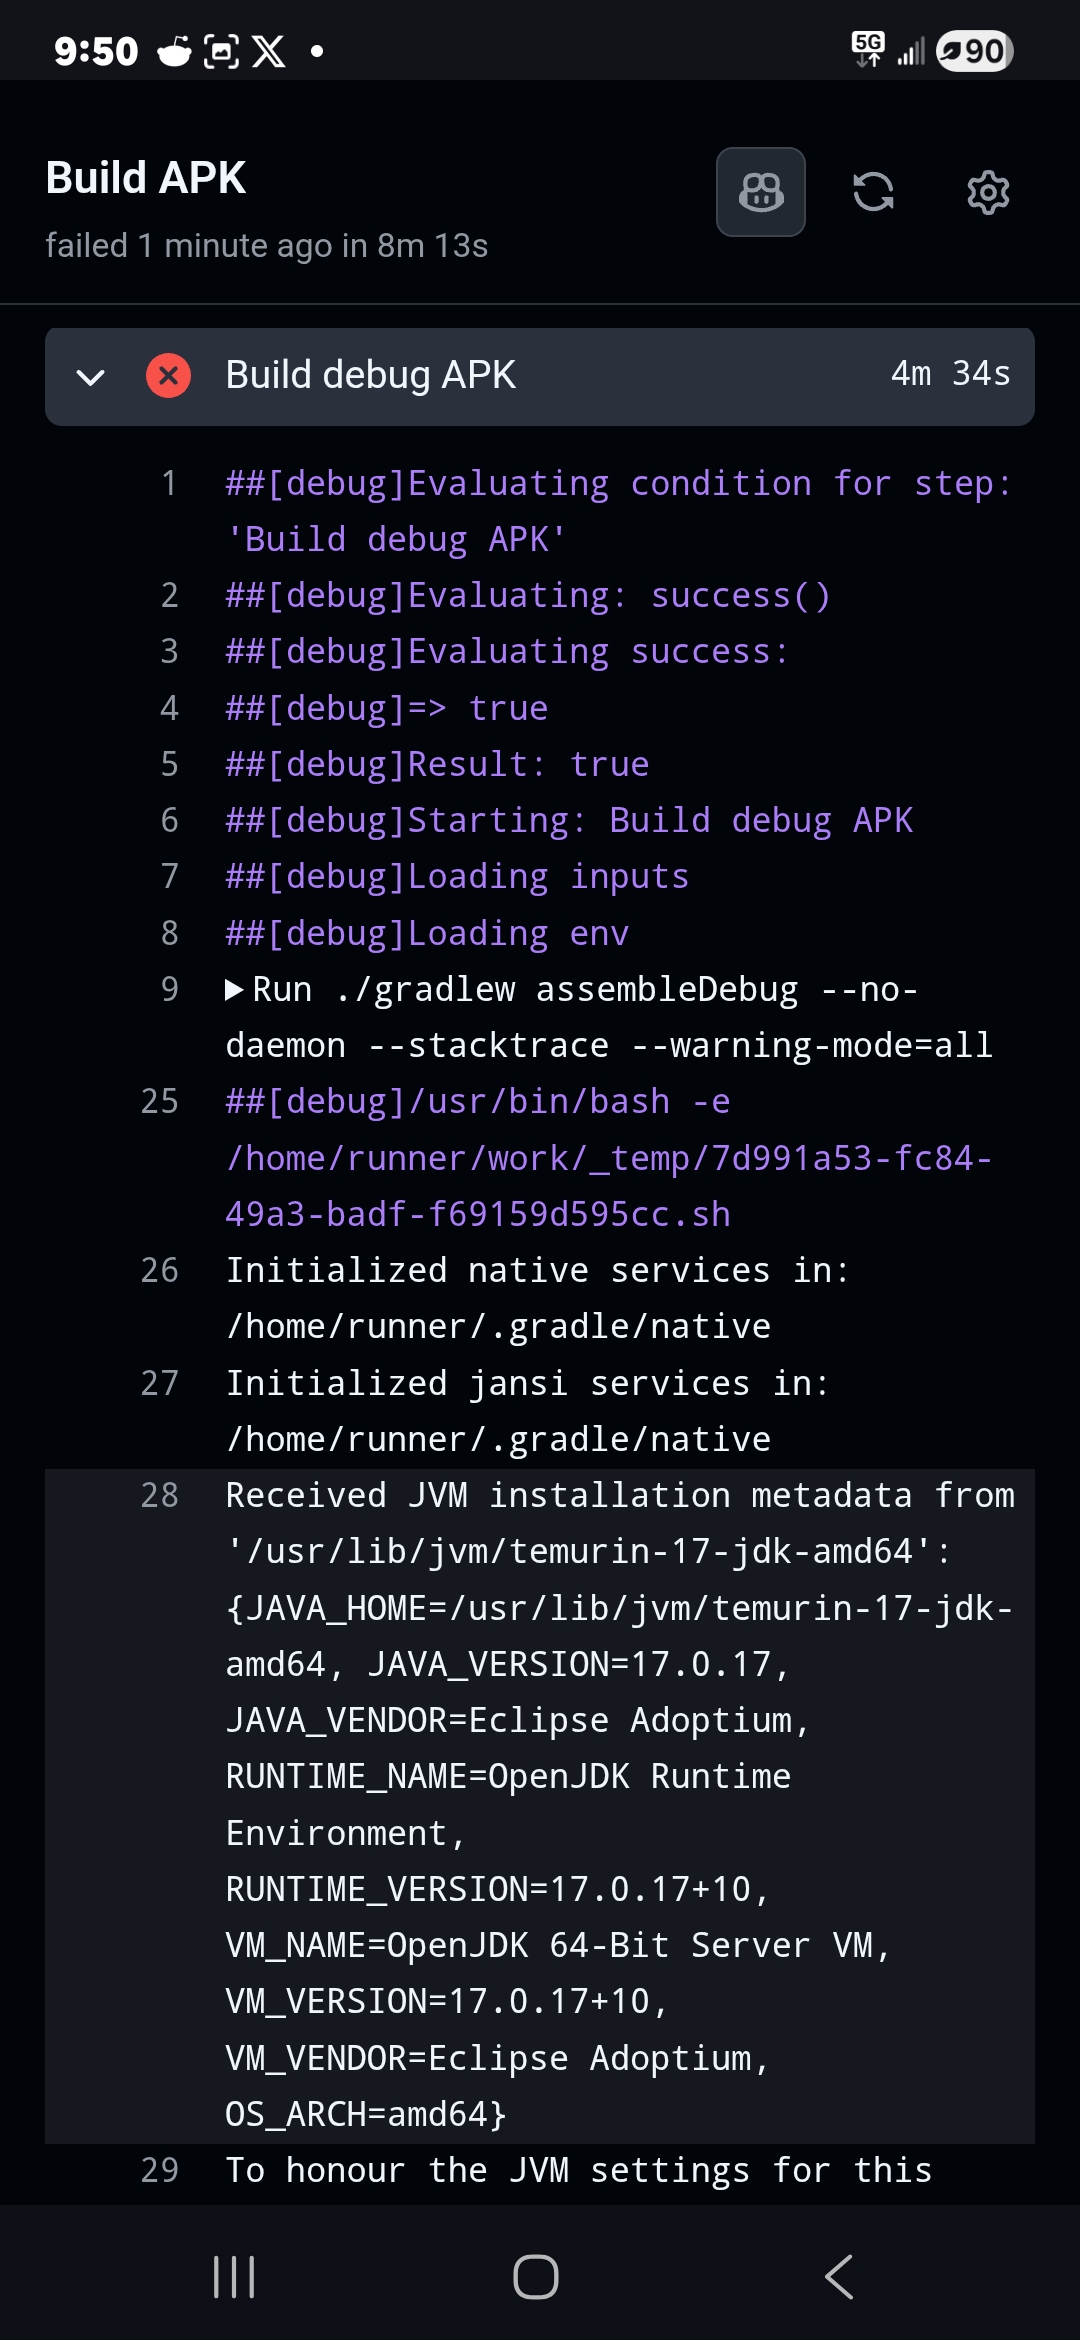 9:50
5G
90
Build APK
failed 1 minute ago in 8m 13s
Build debug APK 4m 34s
1 ##[debug]Evaluating condition for step:
'Build debug APK'
2 ##[debug]Evaluating: success()
3 ##[debug]Evaluating success:
4 ##[debug]=> true
5 ##[debug]Result: true
6 ##[debug]Starting: Build debug APK
7 ##[debug]Loading inputs
8 ##[debug]Loading env
9 Run ./gradlew assembleDebug --no-
daemon --stacktrace --warning-mode=all
25 ##[debug]/usr/bin/bash -e
/home/runner/work/_temp/7d991a53-fc84-
49a3-badf-f69159d595cc.sh
26 Initialized native services in:
/home/runner/.gradle/native
27 Initialized jansi services in:
/home/runner/.gradle/native
28 Received JVM installation metadata from
'/usr/lib/jvm/temurin-17-jdk-amd64':
{JAVA_HOME=/usr/lib/jvm/temurin-17-jdk-
amd64, JAVA_VERSION=17.0.17,
JAVA_VENDOR=Eclipse Adoptium,
RUNTIME_NAME=OpenJDK Runtime
Environment,
RUNTIME_VERSION=17.0.17+10,
VM_NAME=OpenJDK 64-Bit Server VM,
VM_VERSION=17.0.17+10,
VM_VENDOR=Eclipse Adoptium,
OS_ARCH=amd64}
29 To honour the JVM settings for this